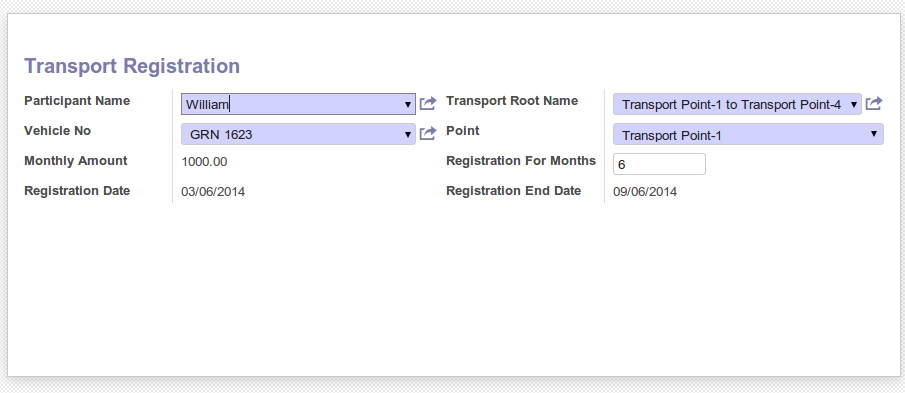 Transport Registration
Participant Name William Transport Root Name Transport Point-1 to Transport Point-4
Vehicle No GRN 1623 Point Transport Point-1
Monthly Amount 1000.00 Registration For Months 6
Registration Date 03/06/2014 Registration End Date 09/06/2014